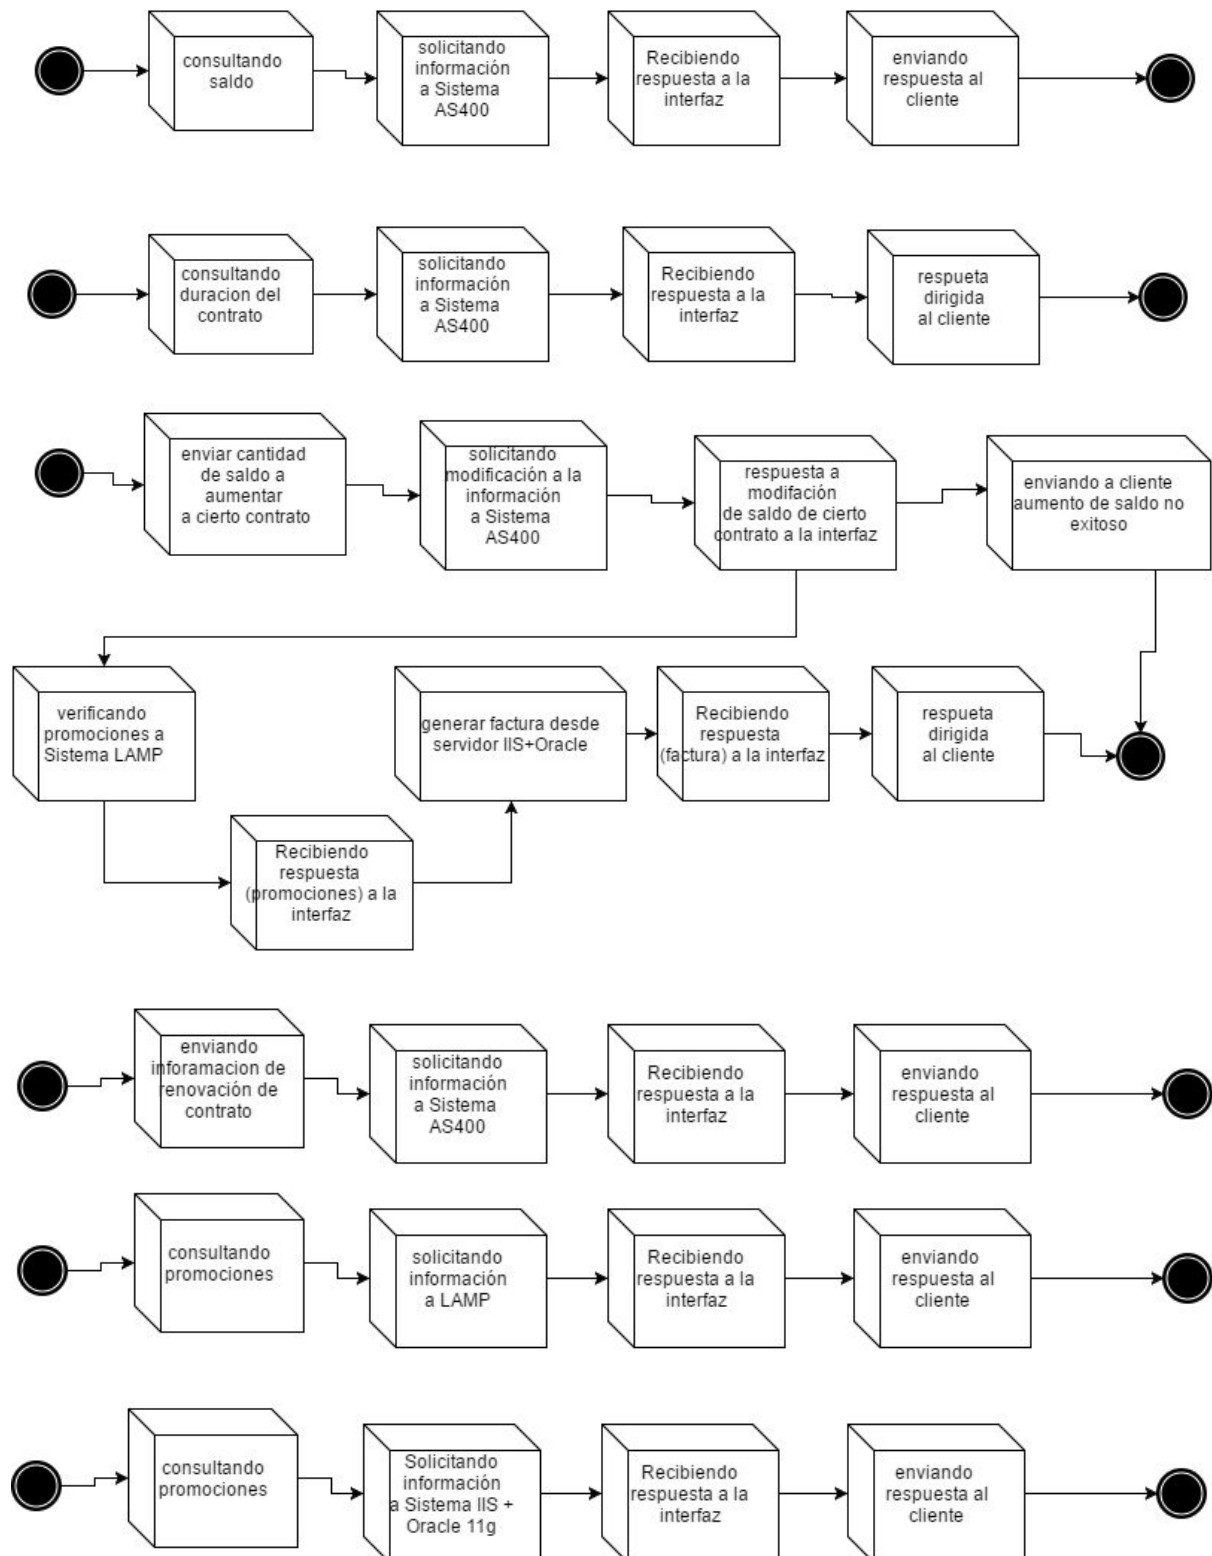 consultando
saldo
solicitando
información
a Sistema
AS400
Recibiendo
respuesta a la
interfaz
enviando
respuesta al
cliente
consultando
duracion del
contrato
solicitando
información
a Sistema
AS400
Recibiendo
respuesta a la
interfaz
respueta
dirigida
al cliente
enviar cantidad
de saldo a
aumentar
a cierto contrato
solicitando
modificación a la
información
a Sistema
AS400
respuesta a
modifación
de saldo de cierto
contrato a la interfaz
enviando a cliente
aumento de saldo no
exitoso
verificando
promociones a
Sistema LAMP
Recibiendo
respuesta
(promociones) a la
interfaz
generar factura desde
servidor IIS+Oracle
Recibiendo
respuesta
(factura) a la interfaz
respueta
dirigida
al cliente
enviando
inforamacion de
renovación de
contrato
solicitando
información
a Sistema
AS400
Recibiendo
respuesta a la
interfaz
enviando
respuesta al
cliente
consultando
promociones
solicitando
información
a LAMP
Recibiendo
respuesta a la
interfaz
enviando
respuesta al
cliente
consultando
promociones
Solicitando
información
a Sistema IIS +
Oracle 11g
Recibiendo
respuesta a la
interfaz
enviando
respuesta al
cliente